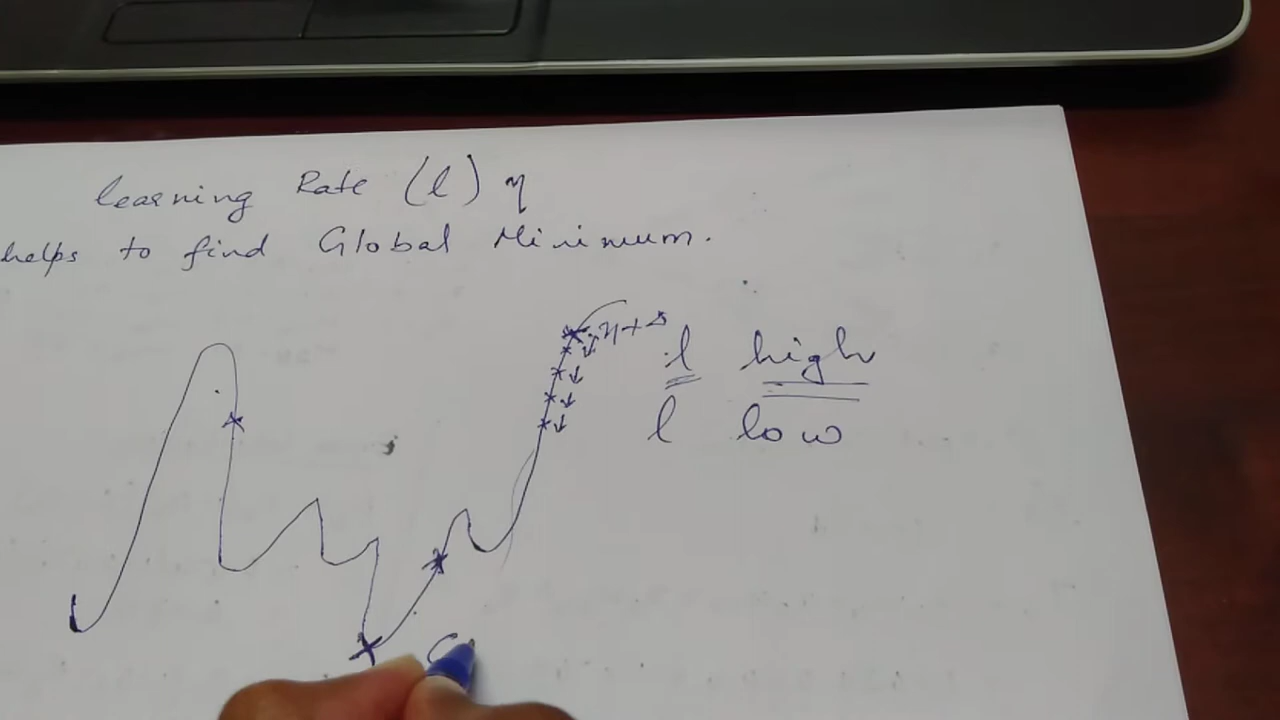 learning Rate (l) η
helps to find Global Minimum.
η+Δ
l high
l low